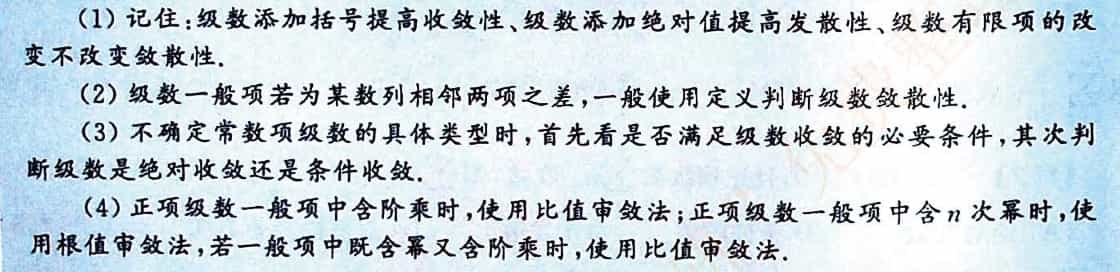 (1) 记住:级数添加括号提高收敛性、级数添加绝对值提高发散性、级数有限项的改
变不改变敛散性.
(2) 级数一般项若为某数列相邻两项之差,一般使用定义判断级数敛散性.
(3) 不确定常数项级数的具体类型时,首先看是否满足级数收敛的必要条件,其次判
断级数是绝对收敛还是条件收敛.
(4) 正项级数一般项中含阶乘时,使用比值审敛法;正项级数一般项中含n次幂时,使
用根值审敛法,若一般项中既含幂又含阶乘时,使用比值审敛法.